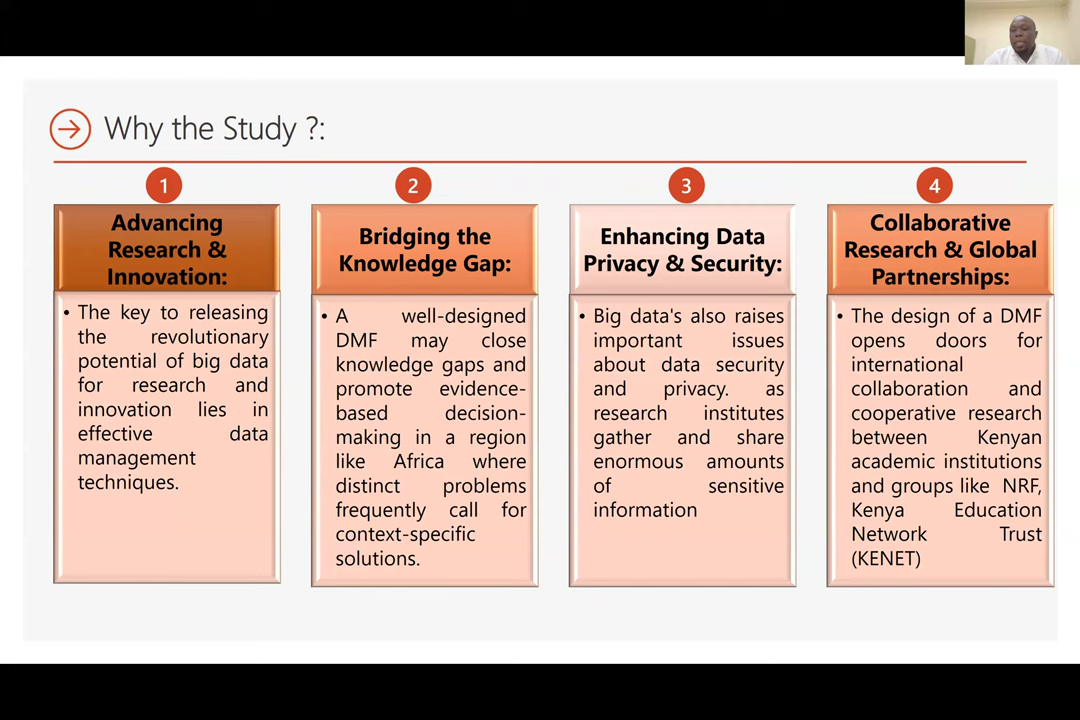 Why the Study ?:
1
Advancing
Research &
Innovation:
• The key to releasing
the revolutionary
potential of big data
for research and
innovation lies in
effective data
management
techniques.
2
Bridging the
Knowledge Gap:
• A well-designed
DMF may close
knowledge gaps and
promote evidence-
based decision-
making in a region
like Africa where
distinct problems
frequently call for
context-specific
solutions.
3
Enhancing Data
Privacy & Security:
• Big data's also raises
important issues
about data security
and privacy. as
research institutes
gather and share
enormous amounts
of sensitive
information
4
Collaborative
Research & Global
Partnerships:
• The design of a DMF
opens doors for
international
collaboration and
cooperative research
between Kenyan
academic institutions
and groups like NRF,
Kenya Education
Network Trust
(KENET)